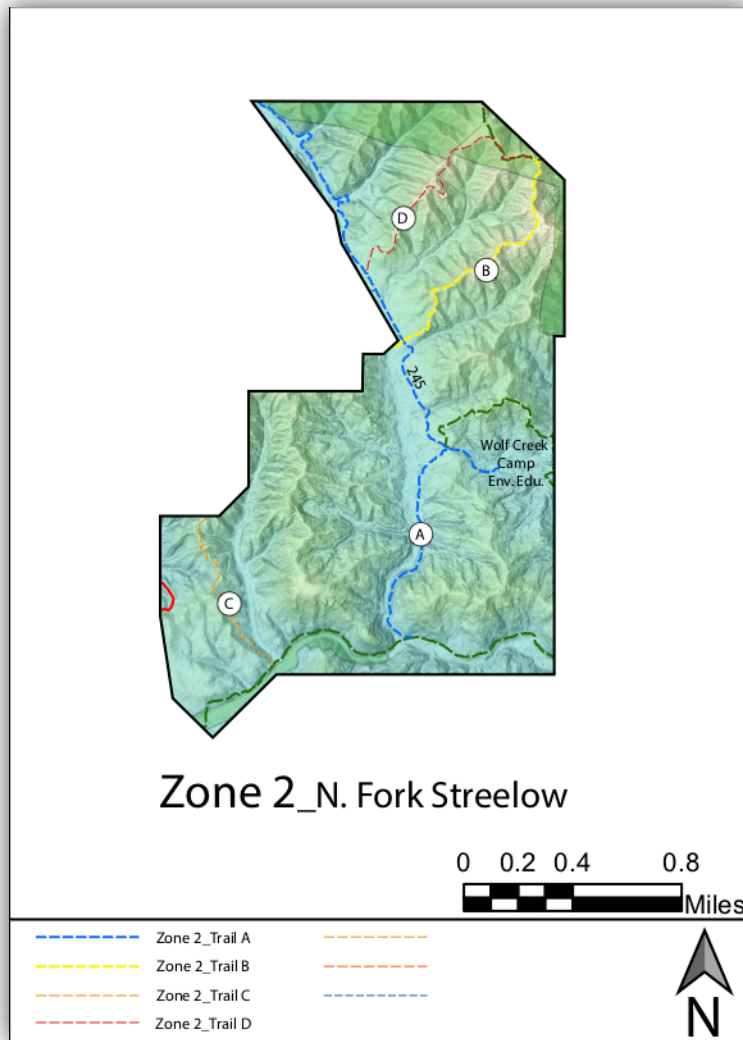 D
B
245
Wolf Creek
Camp
Env. Edu.
A
C
Zone 2_N. Fork Streelow
0 0.2 0.4 0.8
Miles
Zone 2_Trail A
Zone 2_Trail B
Zone 2_Trail C
Zone 2_Trail D
N